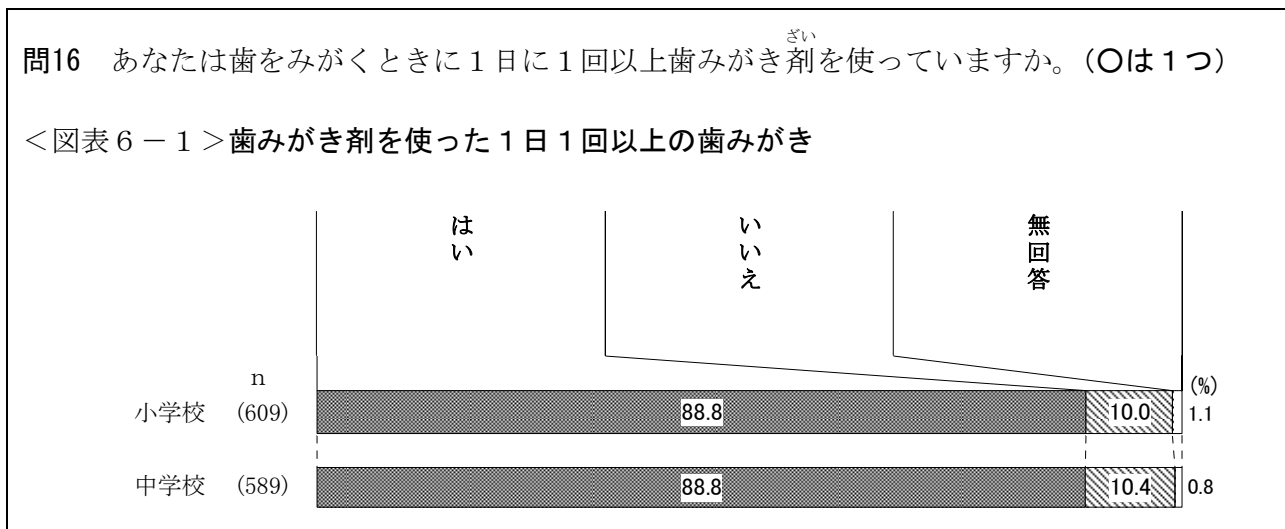 ざい
問16　あなたは歯をみがくときに１日に１回以上歯みがき剤を使っていますか。（〇は１つ）
＜図表６－１＞歯みがき剤を使った１日１回以上の歯みがき
はい　いいえ　無回答
n　(%)
小学校　(609)　88.8　10.0　1.1
中学校　(589)　88.8　10.4　0.8